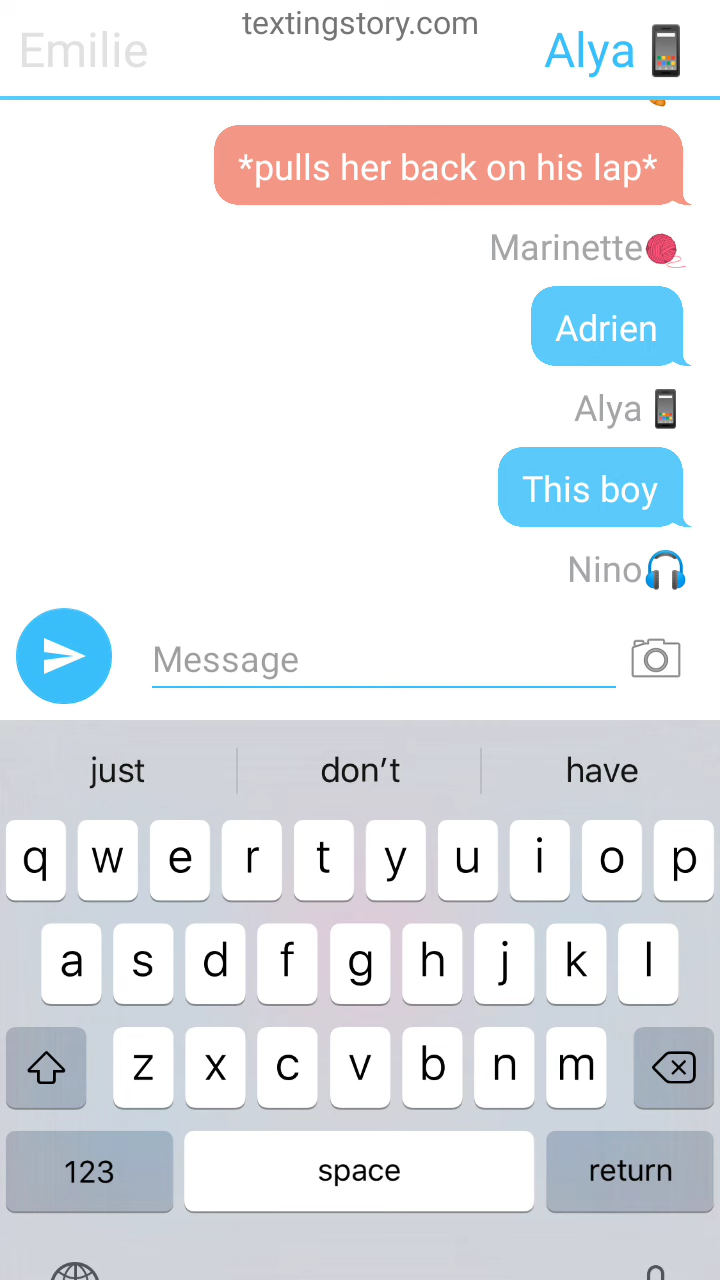 textingstory.com
Emilie Alya📱
*pulls her back on his lap*
Marinette🧶
Adrien
Alya📱
This boy
Nino🎧
Message
just don't have
q w e r t y u i o p
a s d f g h j k l
z x c v b n m
123 space return